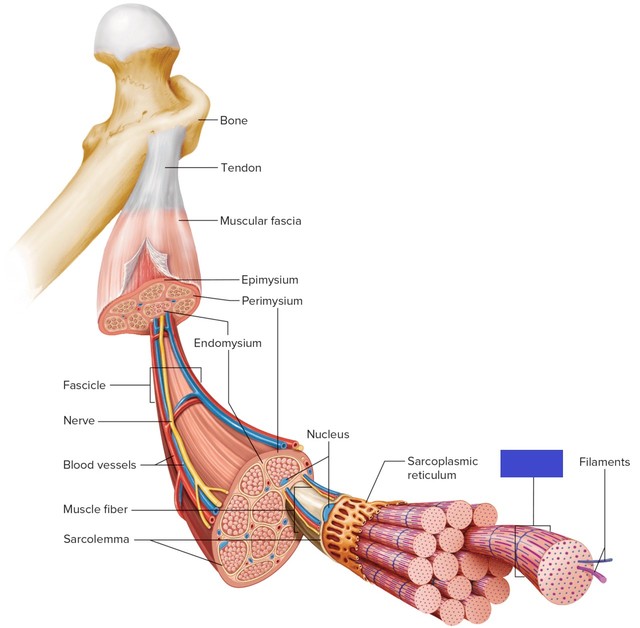 Bone
Tendon
Muscular fascia
Epimysium
Perimysium
Endomysium
Fascicle
Nerve
Nucleus
Blood vessels
Sarcoplasmic
reticulum
Filaments
Muscle fiber
Sarcolemma